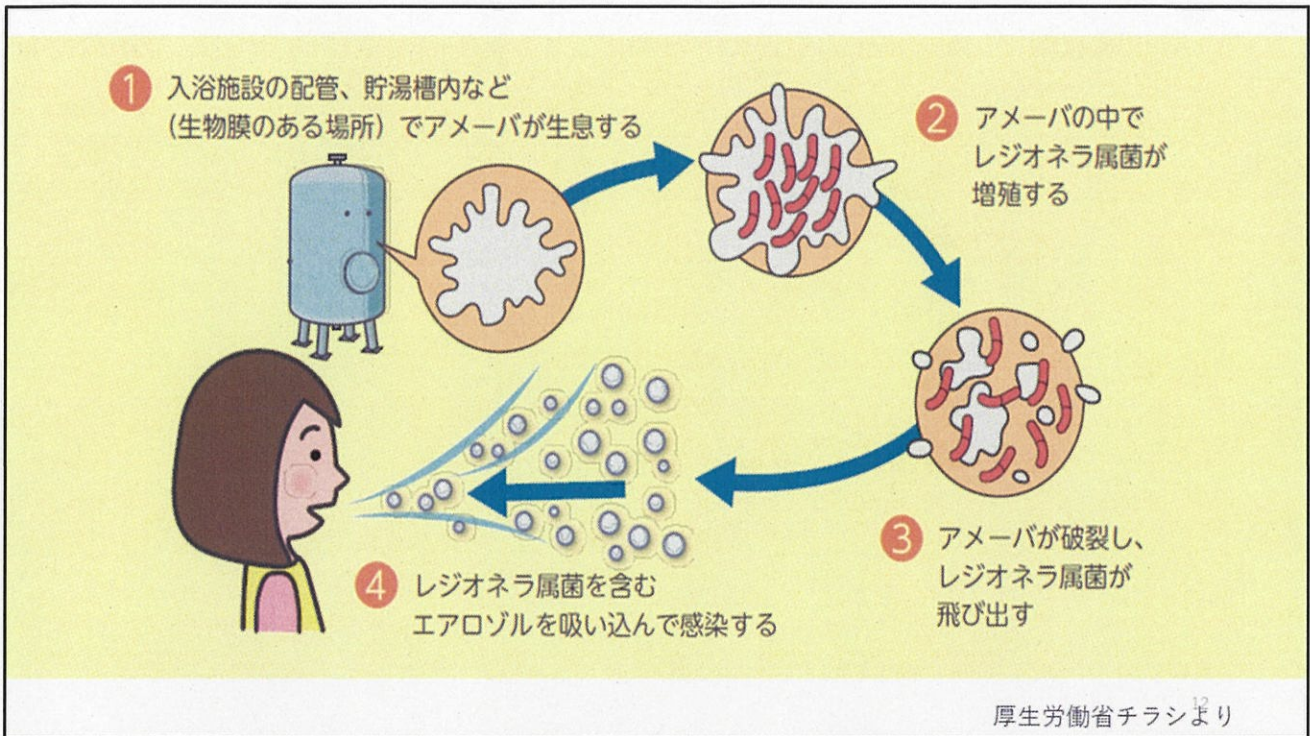 1 入浴施設の配管、貯湯槽内など
（生物膜のある場所）でアメーバが生息する
2 アメーバの中で
レジオネラ属菌が
増殖する
3 アメーバが破裂し、
レジオネラ属菌が
飛び出す
4 レジオネラ属菌を含む
エアロゾルを吸い込んで感染する
12
厚生労働省チラシより